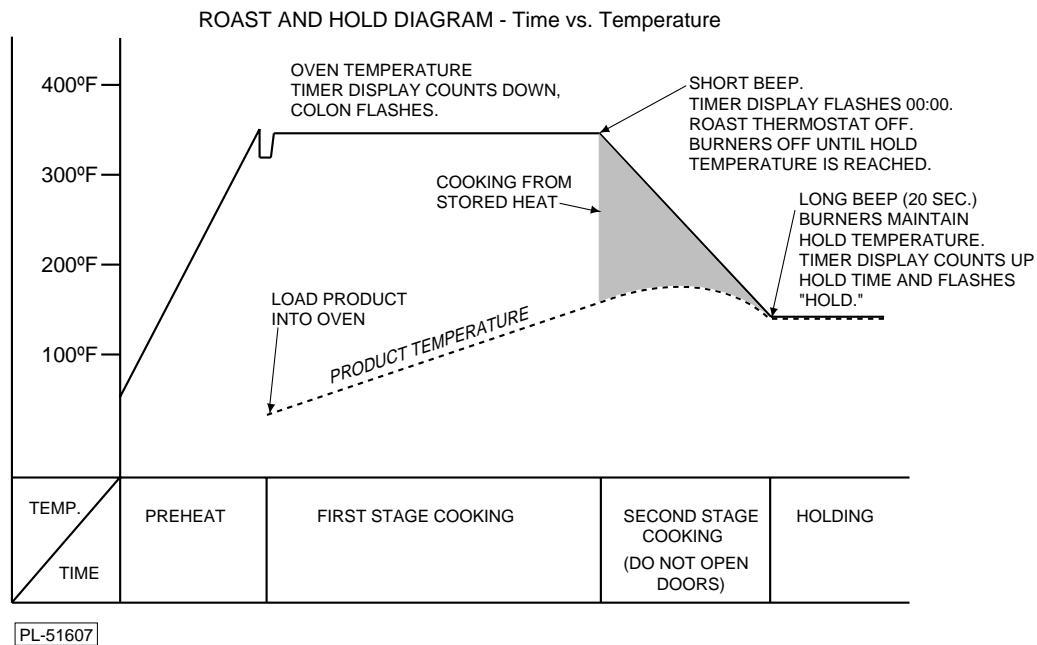 ROAST AND HOLD DIAGRAM - Time vs. Temperature
400ºF
300ºF
200ºF
100ºF
OVEN TEMPERATURE
TIMER DISPLAY COUNTS DOWN,
COLON FLASHES.
SHORT BEEP.
TIMER DISPLAY FLASHES 00:00.
ROAST THERMOSTAT OFF.
BURNERS OFF UNTIL HOLD
TEMPERATURE IS REACHED.
COOKING FROM
STORED HEAT
LONG BEEP (20 SEC.)
BURNERS MAINTAIN
HOLD TEMPERATURE.
TIMER DISPLAY COUNTS UP
HOLD TIME AND FLASHES
"HOLD."
LOAD PRODUCT
INTO OVEN
PRODUCT TEMPERATURE
TEMP.
TIME
PREHEAT
FIRST STAGE COOKING
SECOND STAGE
COOKING
(DO NOT OPEN
DOORS)
HOLDING
PL-51607